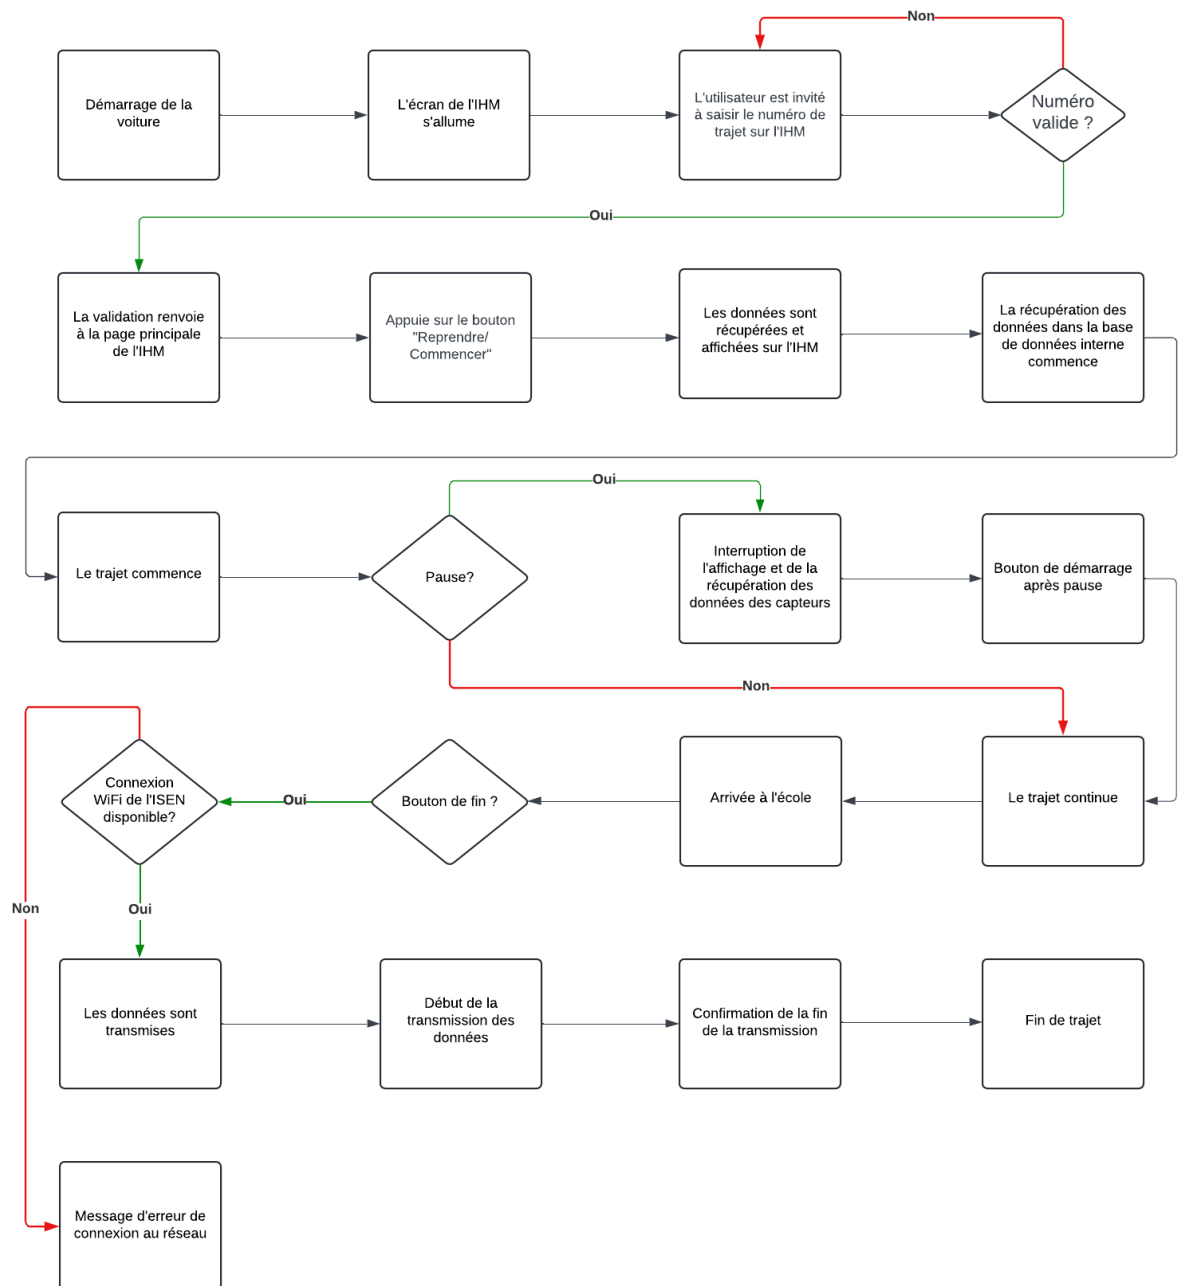 Non
Démarrage de la
voiture
L'écran de l'IHM
s'allume
L'utilisateur est invité
à saisir le numéro de
trajet sur l'IHM
Numéro
valide ?
Oui
La validation renvoie
à la page principale
de l'IHM
Appuie sur le bouton
"Reprendre/
Commencer"
Les données sont
récupérées et
affichées sur l'IHM
La récupération des
données dans la base
de données interne
commence
Oui
Le trajet commence
Pause?
Interruption de
l'affichage et de la
récupération des
données des capteurs
Bouton de démarrage
après pause
Non
Le trajet continue
Arrivée à l'école
Bouton de fin ?
Oui
Connexion
WiFi de l'ISEN
disponible?
Non
Oui
Les données sont
transmises
Début de la
transmission des
données
Confirmation de la fin
de la transmission
Fin de trajet
Message d'erreur de
connexion au réseau